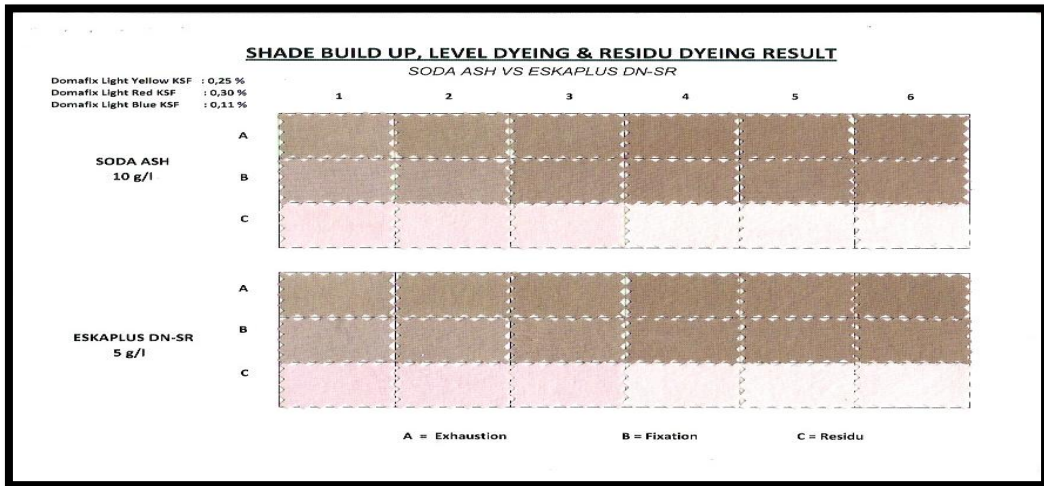 SHADE BUILD UP, LEVEL DYEING & RESIDU DYEING RESULT
SODA ASH VS ESKAPLUS DN-SR
Domafix Light Yellow KSF : 0,25 %
Domafix Light Red KSF : 0,30 %
Domafix Light Blue KSF : 0,11 %
1 2 3 4 5 6
A
SODA ASH
10 g/l
B
C
A
B
ESKAPLUS DN-SR
5 g/l
C
A = Exhaustion B = Fixation C = Residu